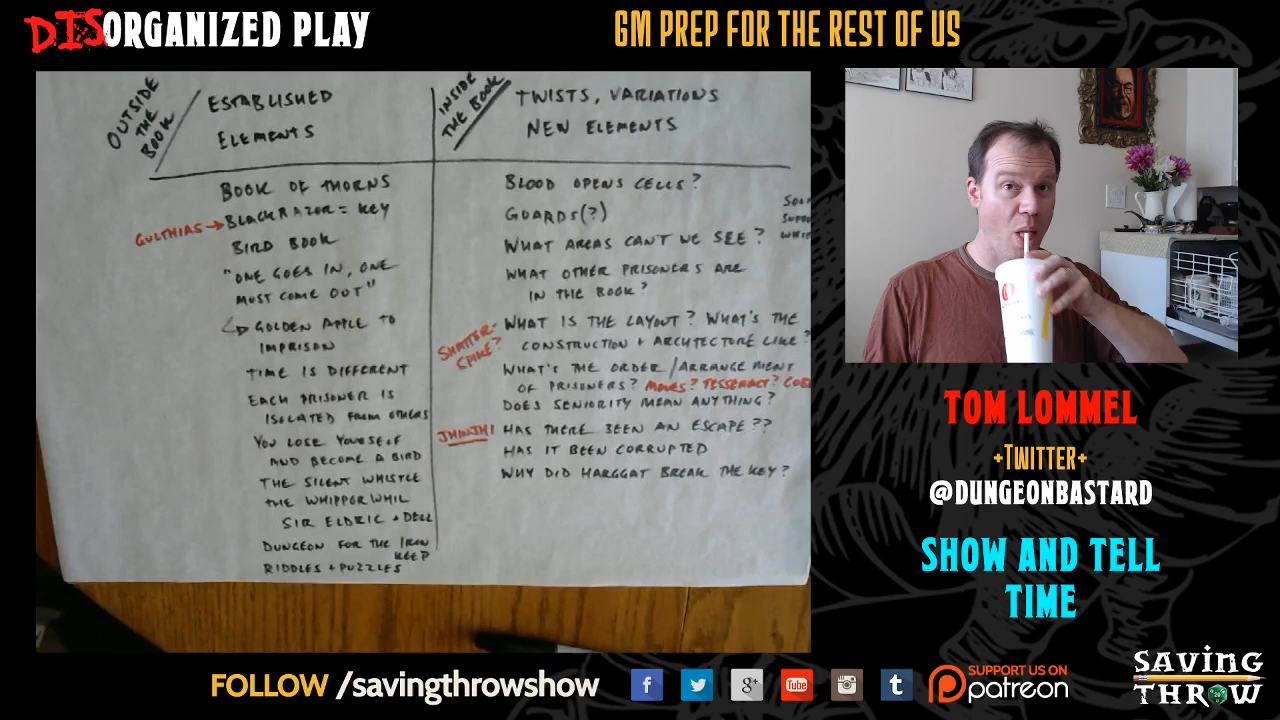 DISORGANIZED PLAY
GM PREP FOR THE REST OF US
OUTSIDE
THE
BOOK
ESTABLISHED
ELEMENTS
BOOK OF THORNS
GULTHIAS → BLACKRAZOR = KEY
BIRD BOOK
"ONE GOES IN, ONE
MUST COME OUT"
↳ GOLDEN APPLE TO
IMPRISON
TIME IS DIFFERENT
EACH PRISONER IS
ISOLATED FROM OTHERS
YOU LOSE YOURSELF
AND BECOME A BIRD
THE SILENT WHISTLE
THE WHIPPERWHIL
SIR ELDRIC + DELL
DUNGEON FOR THE IRON
KEEP
RIDDLES + PUZZLES
INSIDE
THE BOOK
TWISTS, VARIATIONS
NEW ELEMENTS
BLOOD OPENS CELLS?
GUARDS(?)
WHAT AREAS CAN'T WE SEE?
WHAT OTHER PRISONERS ARE
IN THE BOOK?
SHATTER-
SPIKE?
WHAT IS THE LAYOUT? WHAT'S THE
CONSTRUCTION + ARCHITECTURE LIKE?
WHAT'S THE ORDER/ARRANGEMENT
OF PRISONERS? MOVES? TESSERACT?
DOES SENIORITY MEAN ANYTHING?
JHINJHI HAS THERE BEEN AN ESCAPE??
HAS IT BEEN CORRUPTED
WHY DID HARGGAT BREAK THE KEY?
TOM LOMMEL
+TWITTER+
@DUNGEONBASTARD
SHOW AND TELL
TIME
FOLLOW /savingthrowshow
f
g+
You Tube
t
SUPPORT US ON
patreon
SAVING
THROW